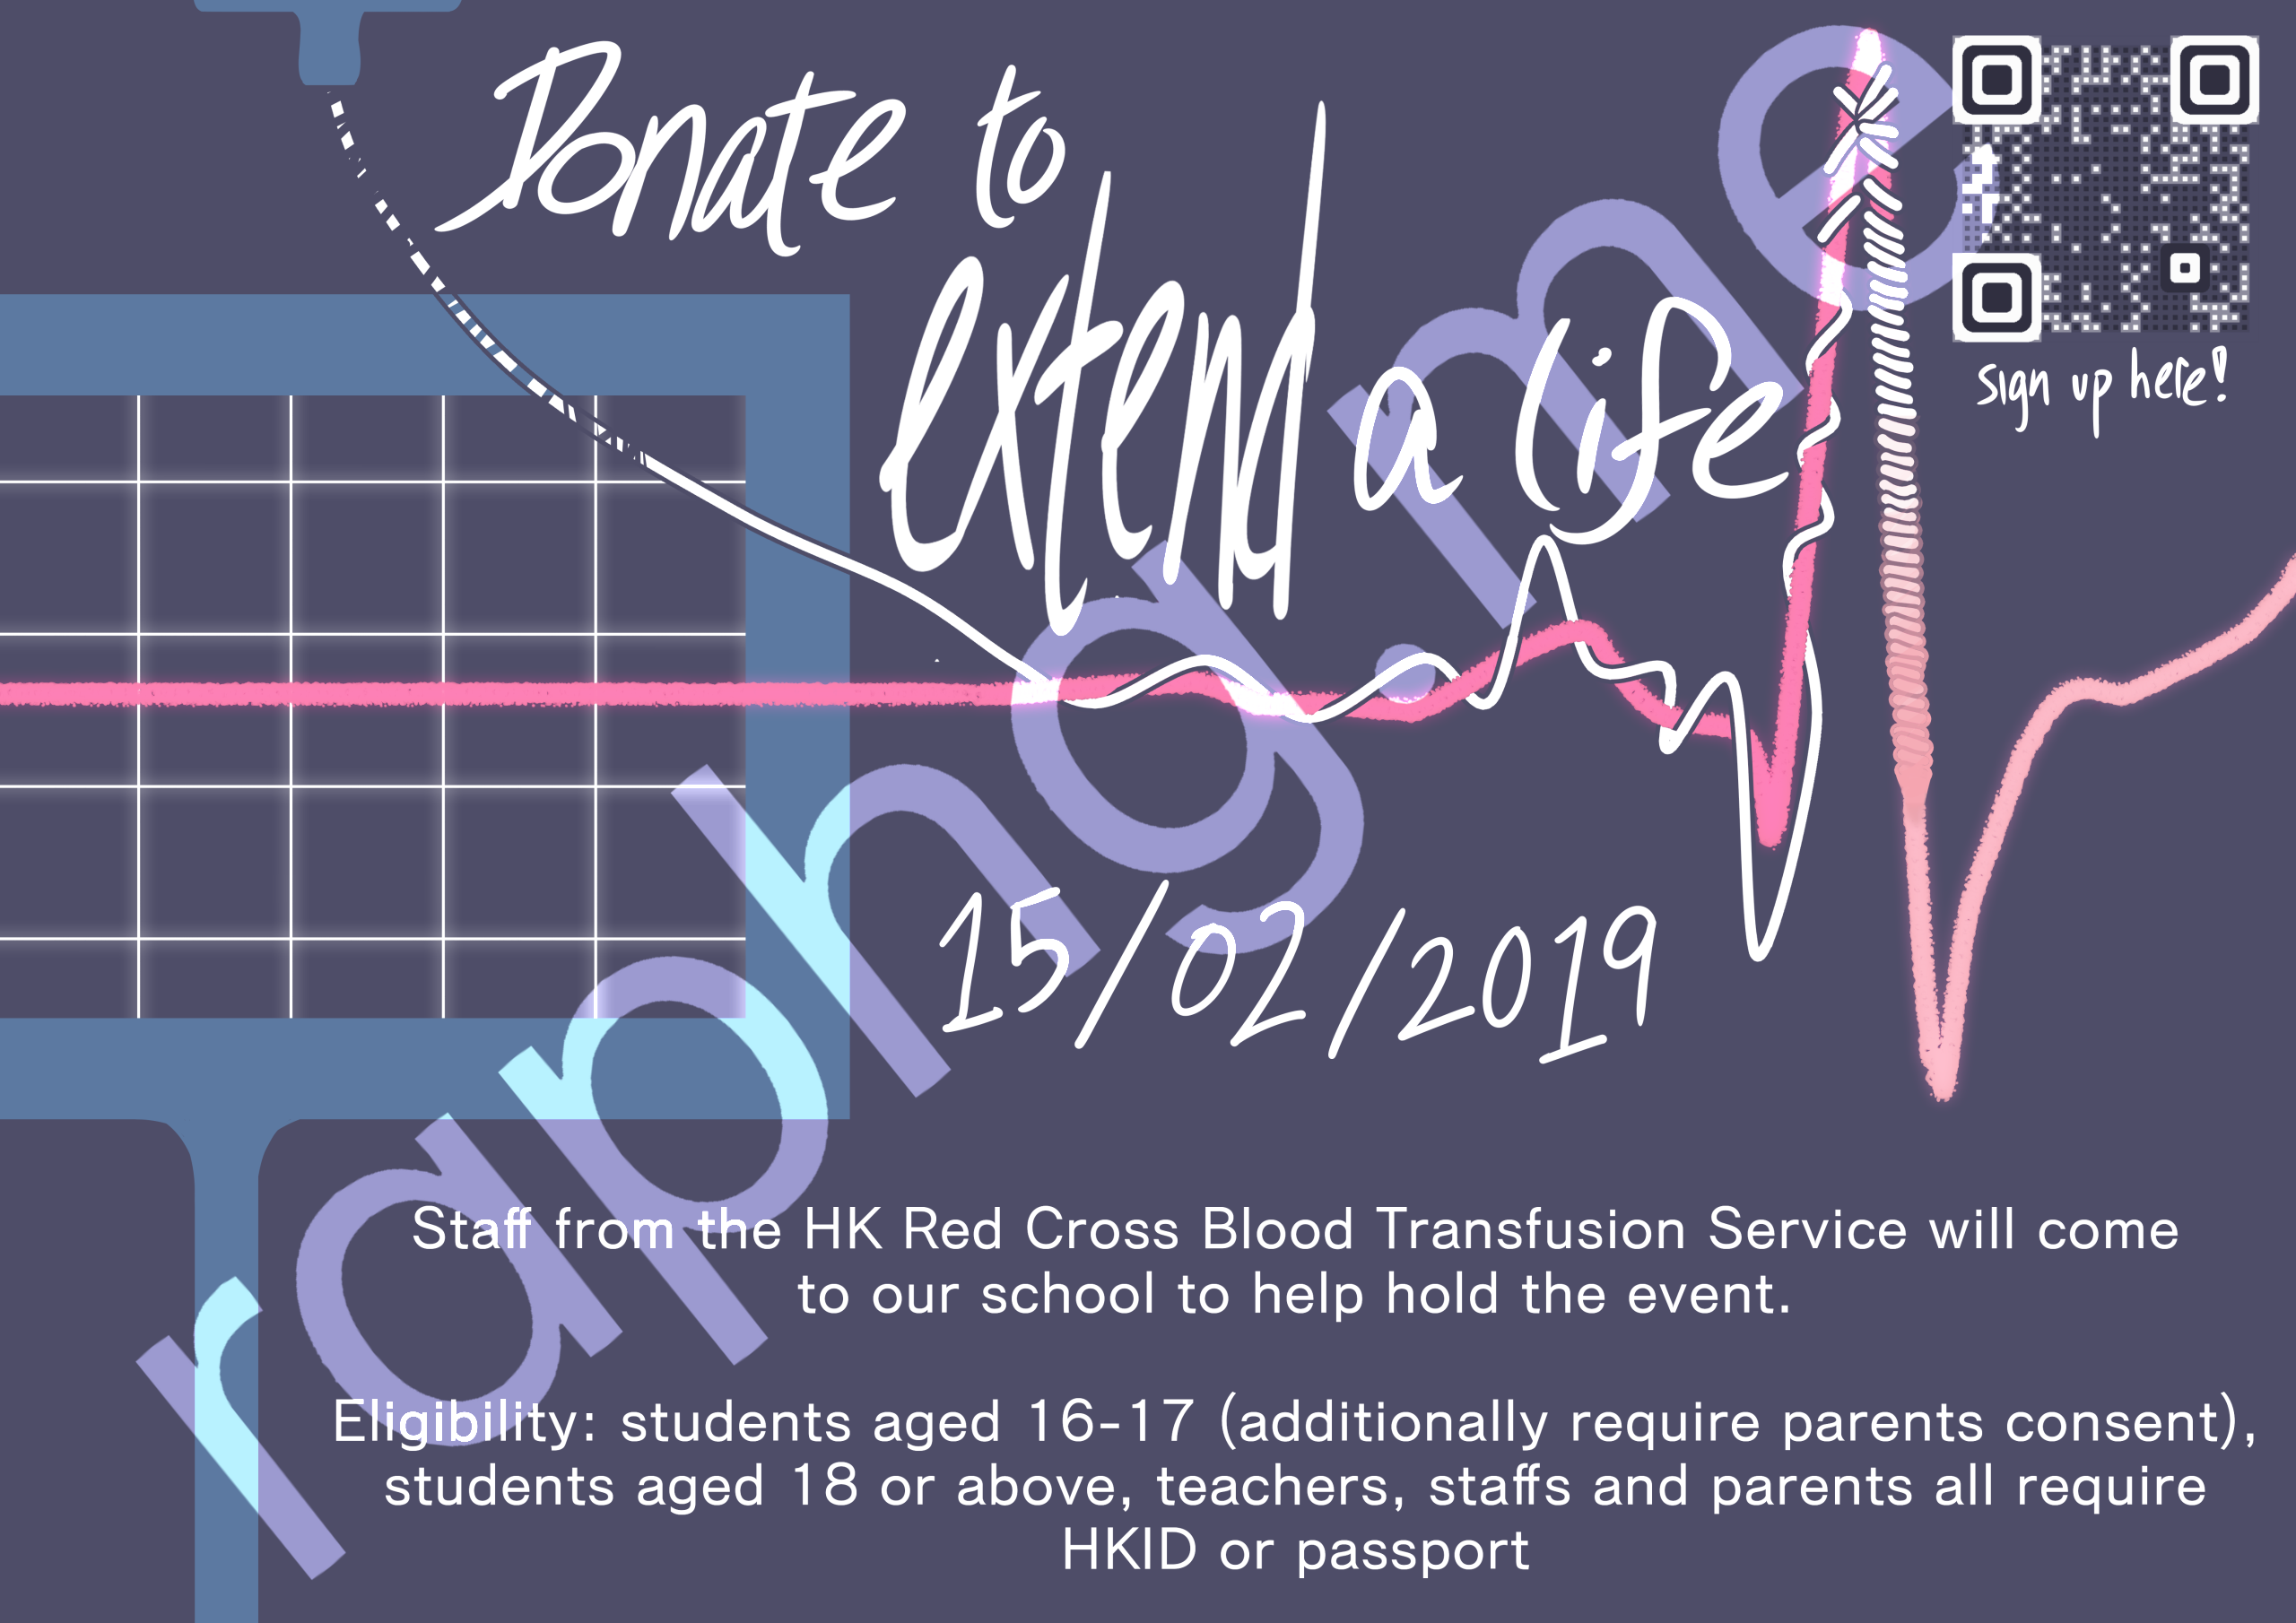 Donate to
extend a life
sign up here!
raphhg.me
15/02/2019
Staff from the HK Red Cross Blood Transfusion Service will come
to our school to help hold the event.
Eligibility: students aged 16-17 (additionally require parents consent),
students aged 18 or above, teachers, staffs and parents all require
HKID or passport